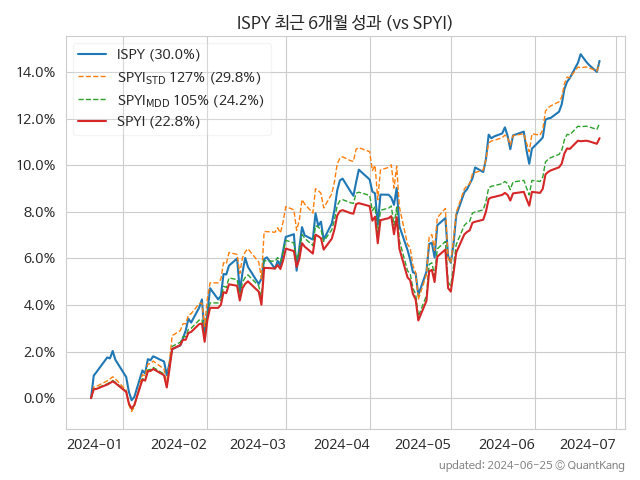 ISPY 최근 6개월 성과 (vs SPYI)
ISPY (30.0%)
SPYI_STD 127% (29.8%)
SPYI_MDD 105% (24.2%)
SPYI (22.8%)
14.0%
12.0%
10.0%
8.0%
6.0%
4.0%
2.0%
0.0%
2024-01 2024-02 2024-03 2024-04 2024-05 2024-06 2024-07
updated: 2024-06-25 © QuantKang